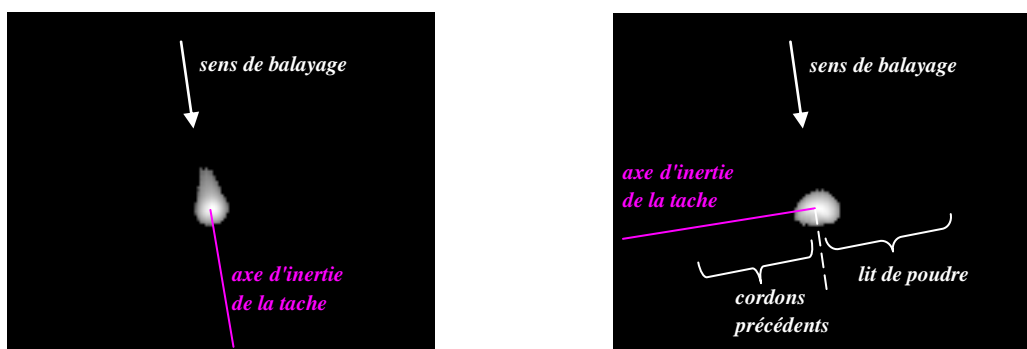 sens de balayage
axe d'inertie
de la tache
sens de balayage
axe d'inertie
de la tache
lit de poudre
cordons
précédents